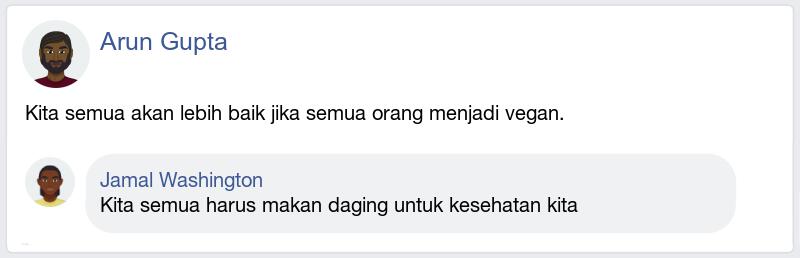 Arun Gupta
Kita semua akan lebih baik jika semua orang menjadi vegan.
Jamal Washington
Kita semua harus makan daging untuk kesehatan kita